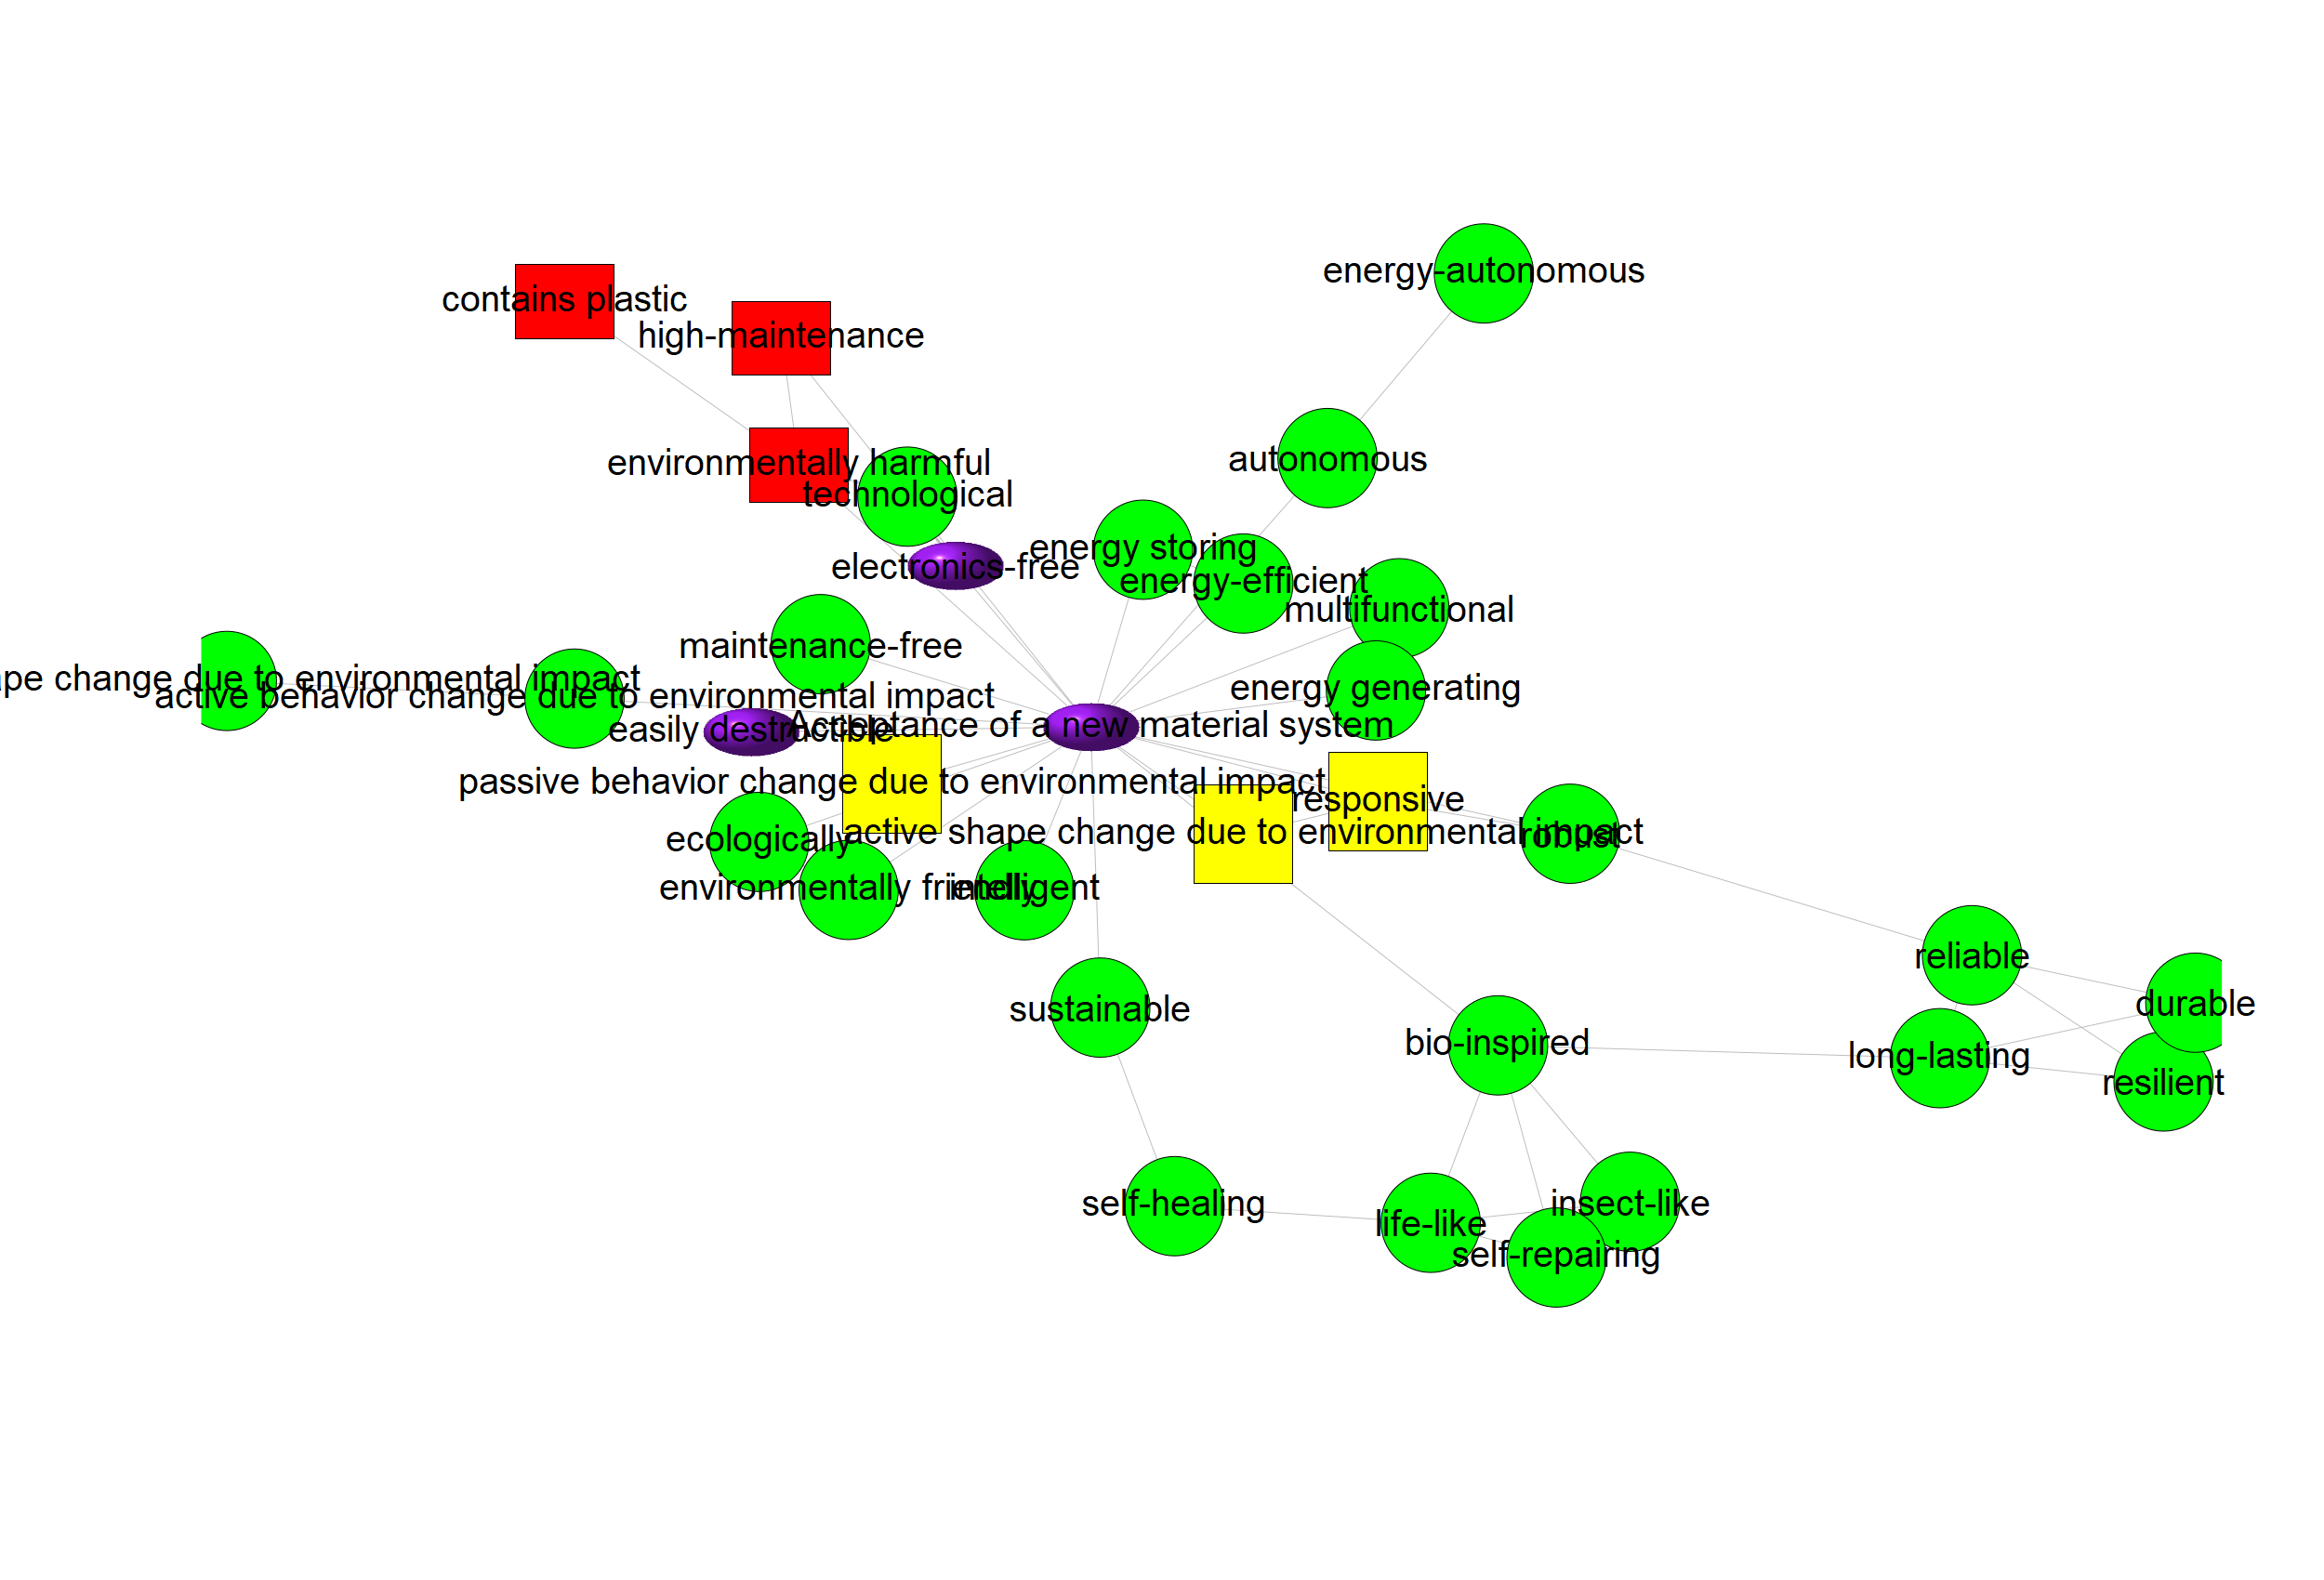 energy-autonomous
contains plastic
high-maintenance
autonomous
environmentally harmful
technological
energy storing
electronics-free
energy-efficient
multifunctional
maintenance-free
change due to environmental impact
energy generating
active behavior change due to environmental impact
Acceptance of a new material system
easily destructible
passive behavior change due to environmental impact
responsive
active shape change due to environmental impact
robust
ecologically
environmentally friendly
intelligent
reliable
durable
sustainable
bio-inspired
long-lasting
resilient
self-healing
insect-like
life-like
self-repairing